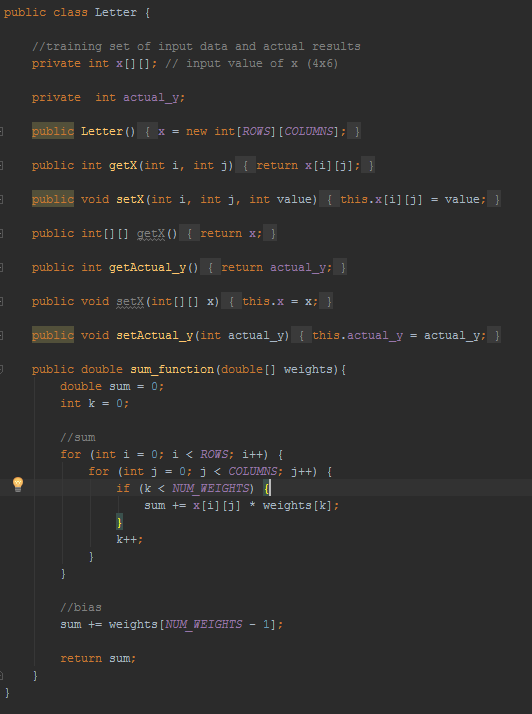 public class Letter {
//training set of input data and actual results
private int x[][]; // input value of x (4x6)
private  int actual_y;
public Letter() { x = new int[ROWS][COLUMNS]; }
public int getX(int i, int j) { return x[i][j]; }
public void setX(int i, int j, int value) { this.x[i][j] = value; }
public int[][] getX() { return x; }
public int getActual_y() { return actual_y; }
public void setX(int[][] x) { this.x = x; }
public void setActual_y(int actual_y) { this.actual_y = actual_y; }
public double sum_function(double[] weights){
double sum = 0;
int k = 0;
//sum
for (int i = 0; i < ROWS; i++) {
for (int j = 0; j < COLUMNS; j++) {
if (k < NUM_WEIGHTS) {
sum += x[i][j] * weights[k];
}
k++;
}
}
//bias
sum += weights[NUM_WEIGHTS - 1];
return sum;
}
}